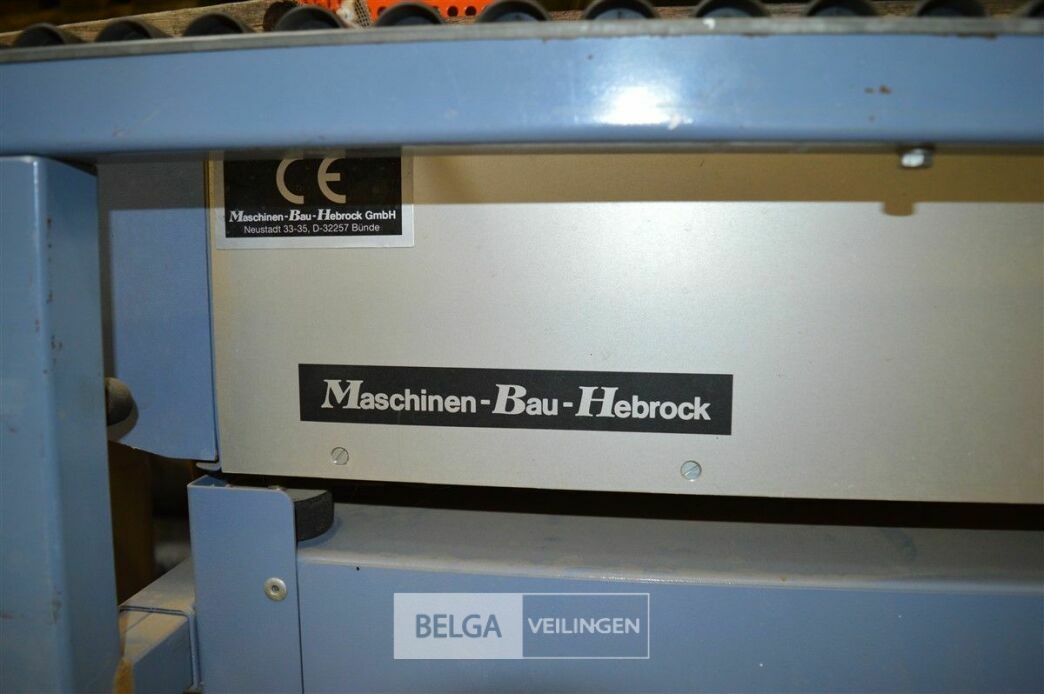 CE
Maschinen-Bau-Hebrock GmbH
Neustadt 33-35, D-32257 Bünde
Maschinen-Bau-Hebrock
BELGA VEILINGEN